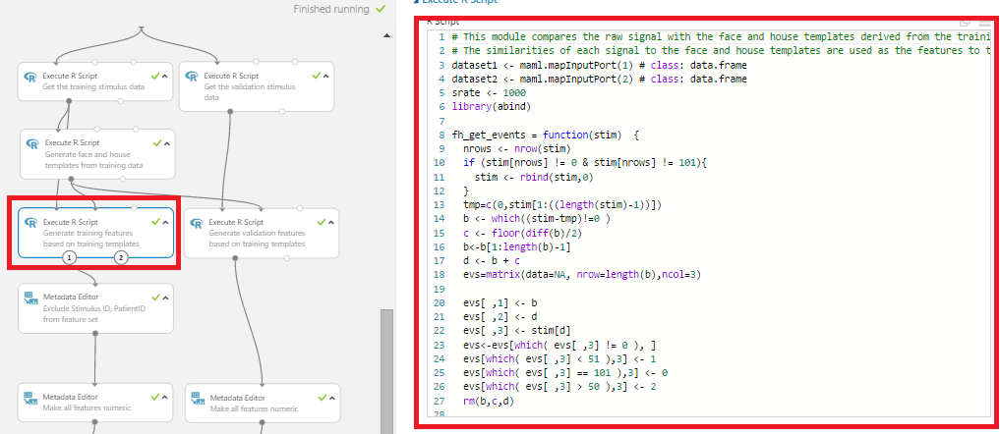 Finished running
Execute R Script
Get the training stimulus data
Execute R Script
Get the validation stimulus
data
Execute R Script
Generate face and house
templates from training data
Execute R Script
Generate training features
based on training templates
1 2
Execute R Script
Generate validation features
based on training templates
Metadata Editor
Exclude Stimulus ID, PatientID
from feature set
Metadata Editor
Make all features numeric
Metadata Editor
Make all features numeric
Execute R Script
R Script
1 # This module compares the raw signal with the face and house templates derived from the traini
2 # The similarities of each signal to the face and house templates are used as the features to t
3 dataset1 <- maml.mapInputPort(1) # class: data.frame
4 dataset2 <- maml.mapInputPort(2) # class: data.frame
5 srate <- 1000
6 library(abind)
7
8 fh_get_events = function(stim)  {
9   nrows <- nrow(stim)
10   if (stim[nrows] != 0 & stim[nrows] != 101){
11     stim <- rbind(stim,0)
12   }
13   tmp=c(0,stim[1:((length(stim)-1))])
14   b <- which((stim-tmp)!=0 )
15   c <- floor(diff(b)/2)
16   b<-b[1:length(b)-1]
17   d <- b + c
18   evs=matrix(data=NA, nrow=length(b),ncol=3)
19
20   evs[ ,1] <- b
21   evs[ ,2] <- d
22   evs[ ,3] <- stim[d]
23   evs<-evs[which( evs[ ,3] != 0 ), ]
24   evs[which( evs[ ,3] < 51 ),3] <- 1
25   evs[which( evs[ ,3] == 101 ),3] <- 0
26   evs[which( evs[ ,3] > 50 ),3] <- 2
27   rm(b,c,d)
28